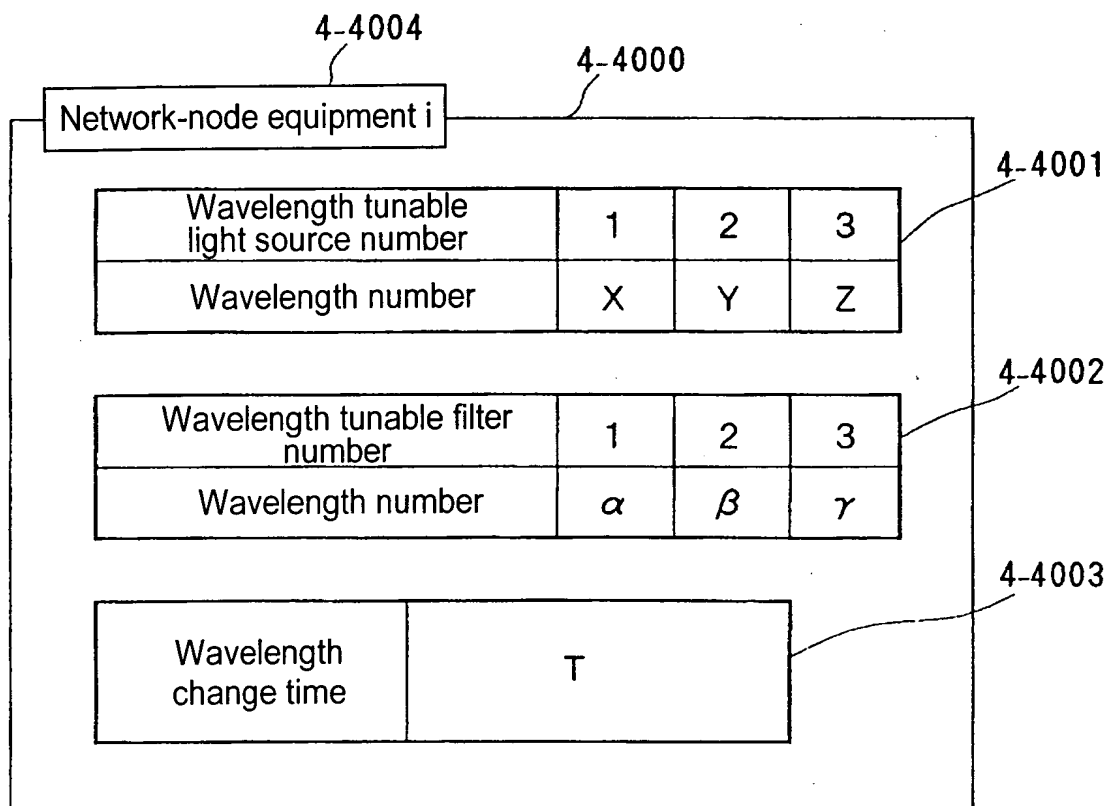 4-4004
4-4000
Network-node equipment i
4-4001
Wavelength tunable
light source number
1 2 3
Wavelength number X Y Z
4-4002
Wavelength tunable filter
number
1 2 3
Wavelength number α β γ
4-4003
Wavelength
change time
T